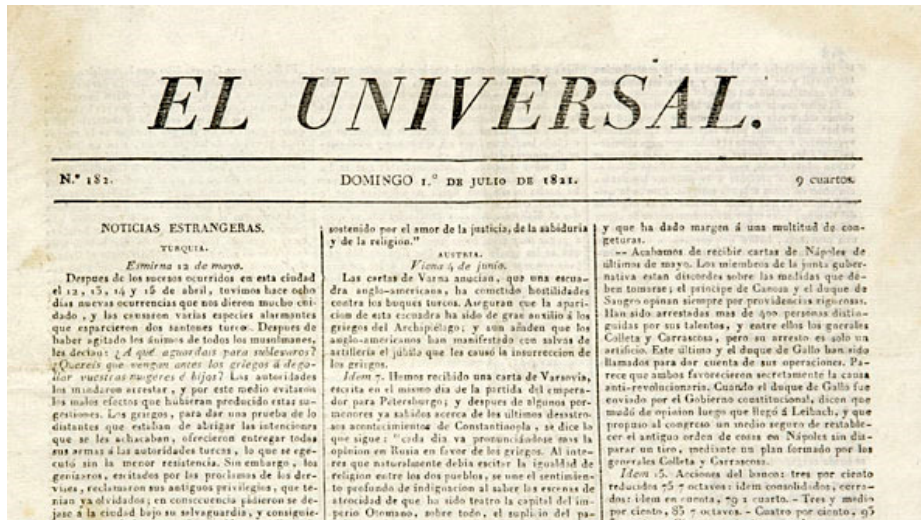 EL UNIVERSAL.
N.º 182.
DOMINGO 1.º DE JULIO DE 1821.
9 cuartos.
NOTICIAS ESTRANGERAS.
TURQUIA.
Esmirna 12 de mayo.
Despues de los sucesos ocurridos en esta ciudad
el 12, 13, 14 y 15 de abril, tuvimos hace ocho
dias nuevas ocurrencias que nos dieron mucho cui-
dado, y las causaron varias especies alarmantes
que esparcieron dos santones turcos. Despues de
haber agitado los ánimos de todos los musulmanes,
les decian: ¿A qué aguardais para sublevaros?
¿Quereis que vengan antes los griegos á dego-
llar vuestras mugeres é hijos? Las autoridades
los mandaron arrestar, y por este medio evitaron
los malos efectos que hubieran producido estas su-
gestiones. Los griegos, para dar una prueba de lo
distantes que estaban de abrigar las intenciones
que se les achacaban, ofrecieron entregar todas
sus armas á las autoridades turcas, lo que se ege-
cutó sin la menor resistencia. Sin embargo, los
genízaros, excitados por las proclamas de los der-
vises, reclamaron sus antiguos privilegios, que te-
nian ya olvidados; en consecuencia pidieron se de-
jase á la ciudad bajo su salvaguardia, y consiguie-
sostenido por el amor de la justicia, de la sabiduría
y de la religion."
AUSTRIA.
Viena 4 de junio.
Las cartas de Varna anuncian, que una escua-
dra anglo-americana, ha cometido hostilidades
contra los buques turcos. Aseguran que la apari-
cion de esta escuadra ha sido de gran auxilio á los
griegos del Archipiélago; y aun añaden que los
anglo-americanos han manifestado con salvas de
artillería el júbilo que les causó la insurreccion de
los griegos.
Idem 7. Hemos recibido una carta de Varsovia,
escrita en el mismo dia de la partida del empera-
dor para Petersburgo; y despues de algunos por-
menores ya sabidos acerca de los últimos desastro-
sos acontecimientos de Constantinopla, se dice lo
que sigue: "cada dia va pronunciándose mas la
opinion en Rusia en favor de los griegos. Al inte-
res que naturalmente debia escitar la igualdad de
religion entre los dos pueblos, se une el sentimien-
to profundo de indignacion al saber las escenas de
ferocidad de que ha sido teatro la capital del im-
perio Otomano, sobre todo, el suplicio del pa-
y que ha dado margen á una multitud de con-
geturas.
-- Acabamos de recibir cartas de Nápoles de
últimos de mayo. Los miembros de la junta guber-
nativa estan discordes sobre las medidas que de-
ben tomarse; el príncipe de Canosa y el duque de
Sangro opinan siempre por providencias rigorosas.
Han sido arrestadas mas de 400 personas distin-
guidas por sus talentos, y entre ellos los generales
Colleta y Carrascosa, pero su arresto es solo un
artificio. Este último y el duque de Gallo han sido
llamados para dar cuenta de sus operaciones. Pa-
rece que ambos favorecieron secretamente la causa
anti-revolucionaria. Cuando el duque de Gallo fue
enviado por el Gobierno constitucional, dicen que
mudó de opinion luego que llegó á Leibach, y que
propuso al congreso un medio seguro de restable-
cer el antiguo orden de cosas en Nápoles sin dis-
parar un tiro, mediante un plan formado por los
generales Colleta y Carrascosa.
Idem 15. Acciones del banco: tres por ciento
reducidos 75 7 octavos: idem consolidados, cerra-
dos: idem en cuenta, 79 1 cuarto. - Tres y medio
por ciento, 85 7 octavos. - Cuatro por ciento, 95